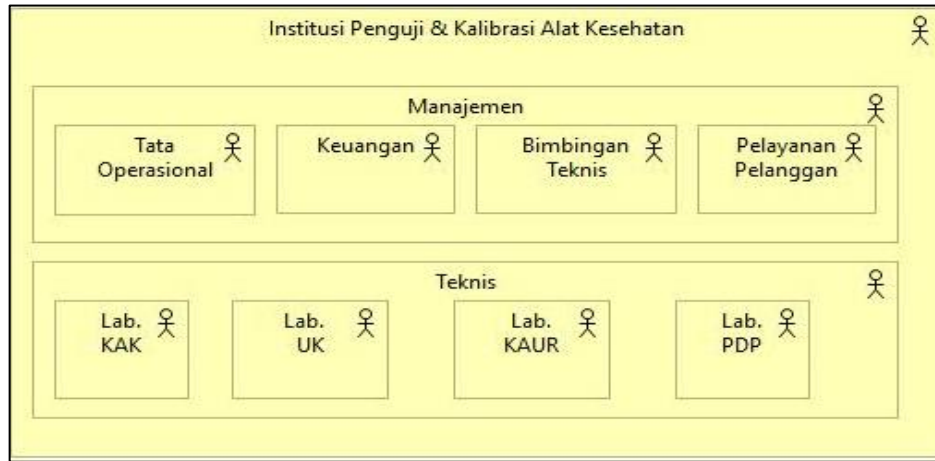 Institusi Penguji & Kalibrasi Alat Kesehatan
Manajemen
Tata
Operasional
Keuangan
Bimbingan
Teknis
Pelayanan
Pelanggan
Teknis
Lab.
KAK
Lab.
UK
Lab.
KAUR
Lab.
PDP